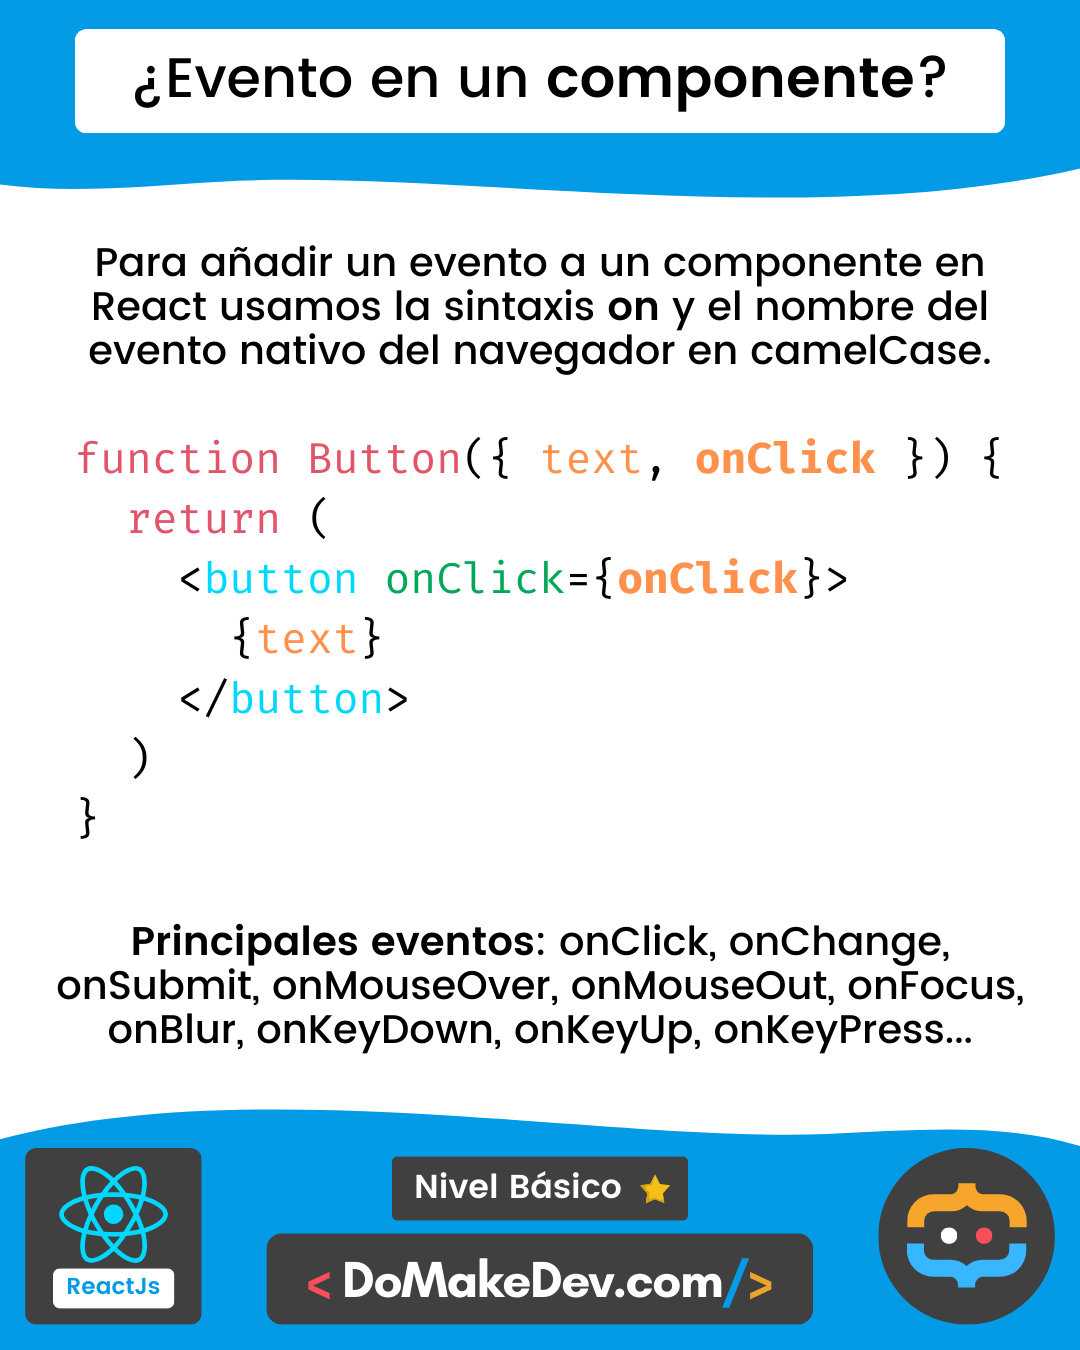 ¿Evento en un componente?
Para añadir un evento a un componente en
React usamos la sintaxis on y el nombre del
evento nativo del navegador en camelCase.
function Button({ text, onClick }) {
  return (
    <button onClick={onClick}>
      {text}
    </button>
  )
}
Principales eventos: onClick, onChange,
onSubmit, onMouseOver, onMouseOut, onFocus,
onBlur, onKeyDown, onKeyUp, onKeyPress...
Nivel Básico
ReactJs
< DoMakeDev.com/>